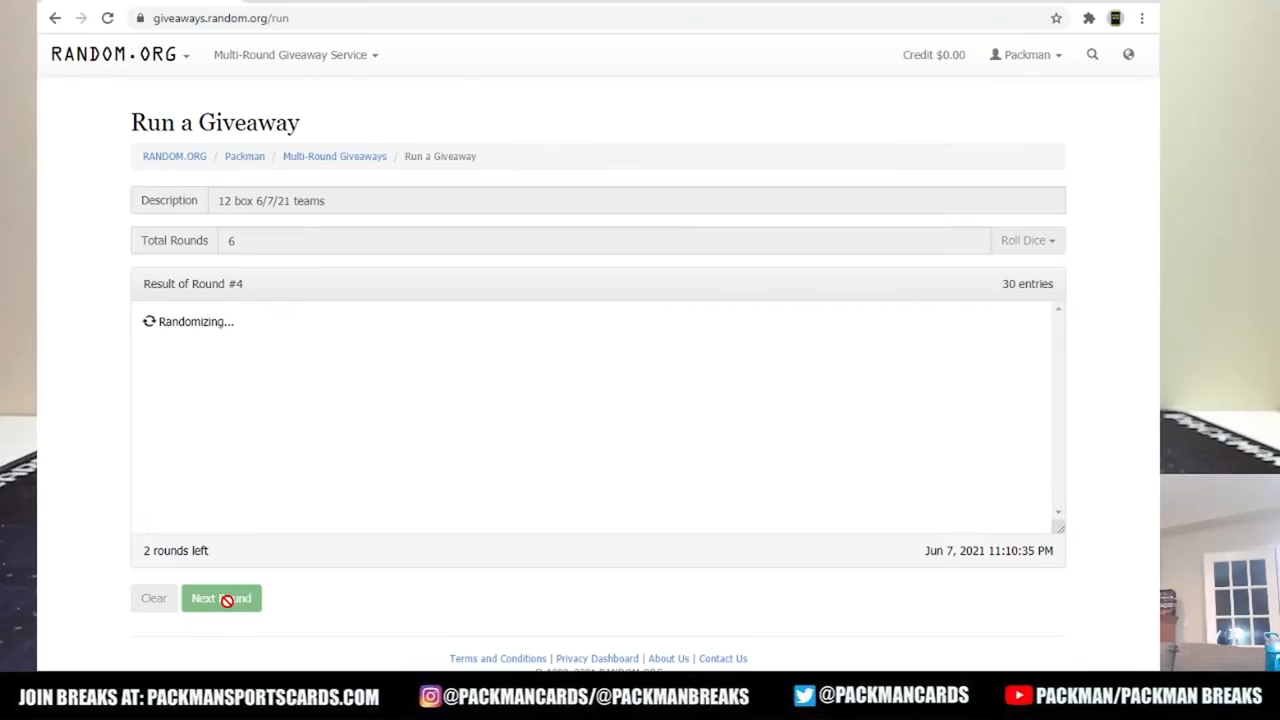 giveaways.random.org/run
RANDOM.ORG Multi-Round Giveaway Service Credit $0.00 Packman
Run a Giveaway
RANDOM.ORG / Packman / Multi-Round Giveaways / Run a Giveaway
Description 12 box 6/7/21 teams
Total Rounds 6 Roll Dice
Result of Round #4 30 entries
Randomizing...
2 rounds left Jun 7, 2021 11:10:35 PM
Clear Next Round
Terms and Conditions | Privacy Dashboard | About Us | Contact Us
JOIN BREAKS AT: PACKMANSPORTSCARDS.COM @PACKMANCARDS/@PACKMANBREAKS @PACKMANCARDS PACKMAN/PACKMAN BREAKS